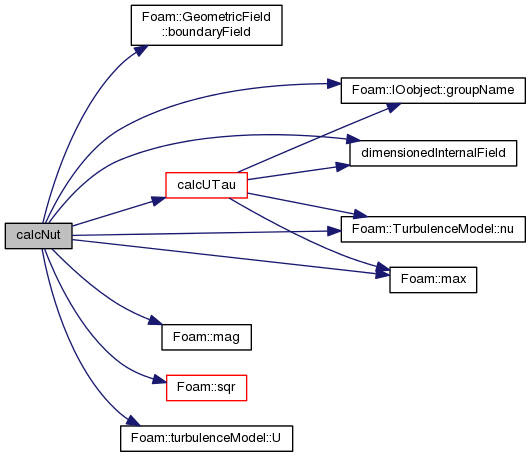 Foam::GeometricField
::boundaryField
Foam::IOobject::groupName
dimensionedInternalField
calcUTau
calcNut
Foam::TurbulenceModel::nu
Foam::max
Foam::mag
Foam::sqr
Foam::turbulenceModel::U